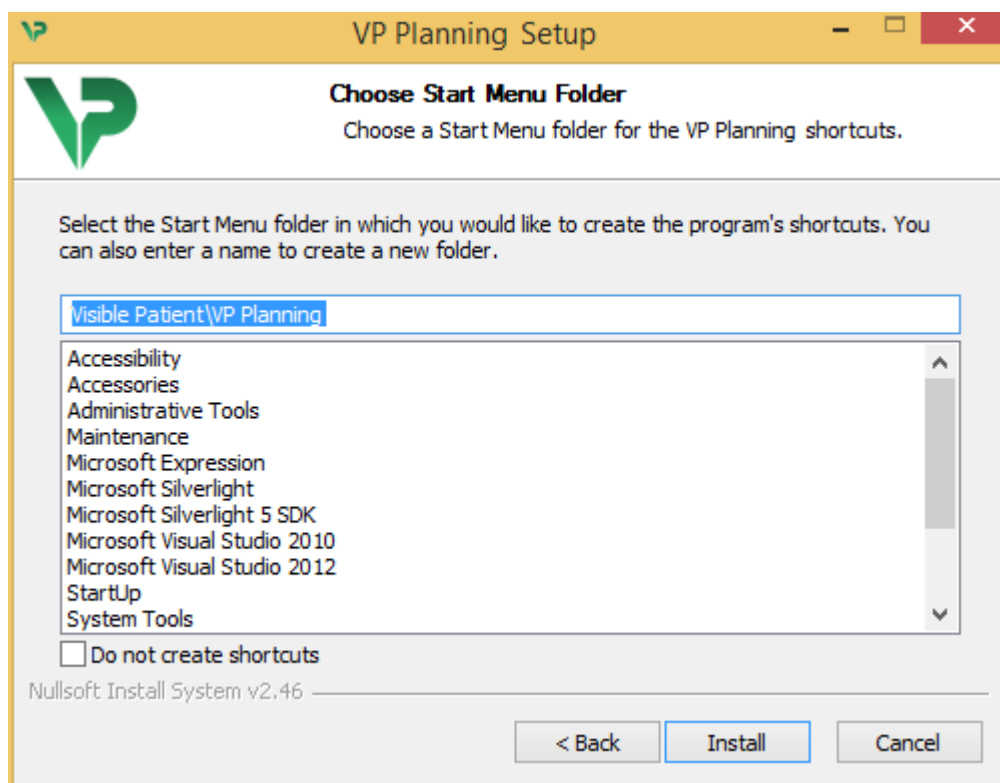 VP Planning Setup
Choose Start Menu Folder
Choose a Start Menu folder for the VP Planning shortcuts.
Select the Start Menu folder in which you would like to create the program's shortcuts. You
can also enter a name to create a new folder.
Visible Patient\VP Planning
Accessibility
Accessories
Administrative Tools
Maintenance
Microsoft Expression
Microsoft Silverlight
Microsoft Silverlight 5 SDK
Microsoft Visual Studio 2010
Microsoft Visual Studio 2012
StartUp
System Tools
Do not create shortcuts
Nullsoft Install System v2.46
< Back
Install
Cancel